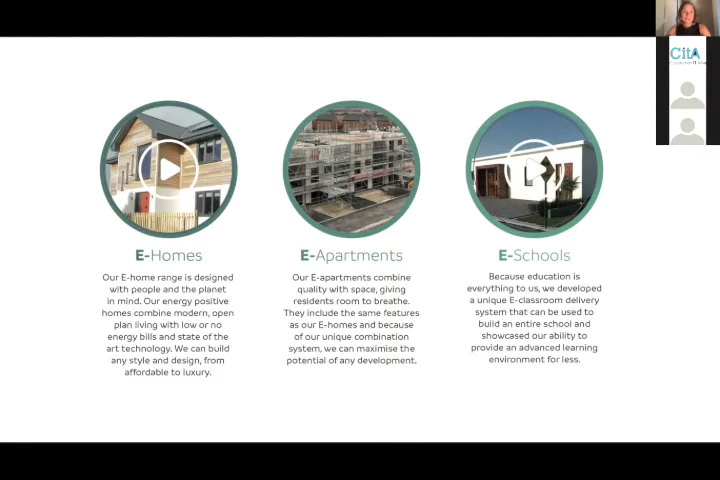 CitA
E-Homes
Our E-home range is designed
with people and the planet
in mind. Our energy positive
homes combine modern, open
plan living with low or no
energy bills and state of the
art technology. We can build
any style and design, from
affordable to luxury.
E-Apartments
Our E-apartments combine
quality with space, giving
residents room to breathe.
They include the same features
as our E-homes and because
of our unique combination
system, we can maximise the
potential of any development.
E-Schools
Because education is
everything to us, we developed
a unique E-classroom delivery
system that can be used to
build an entire school and
showcased our ability to
provide an advanced learning
environment for less.